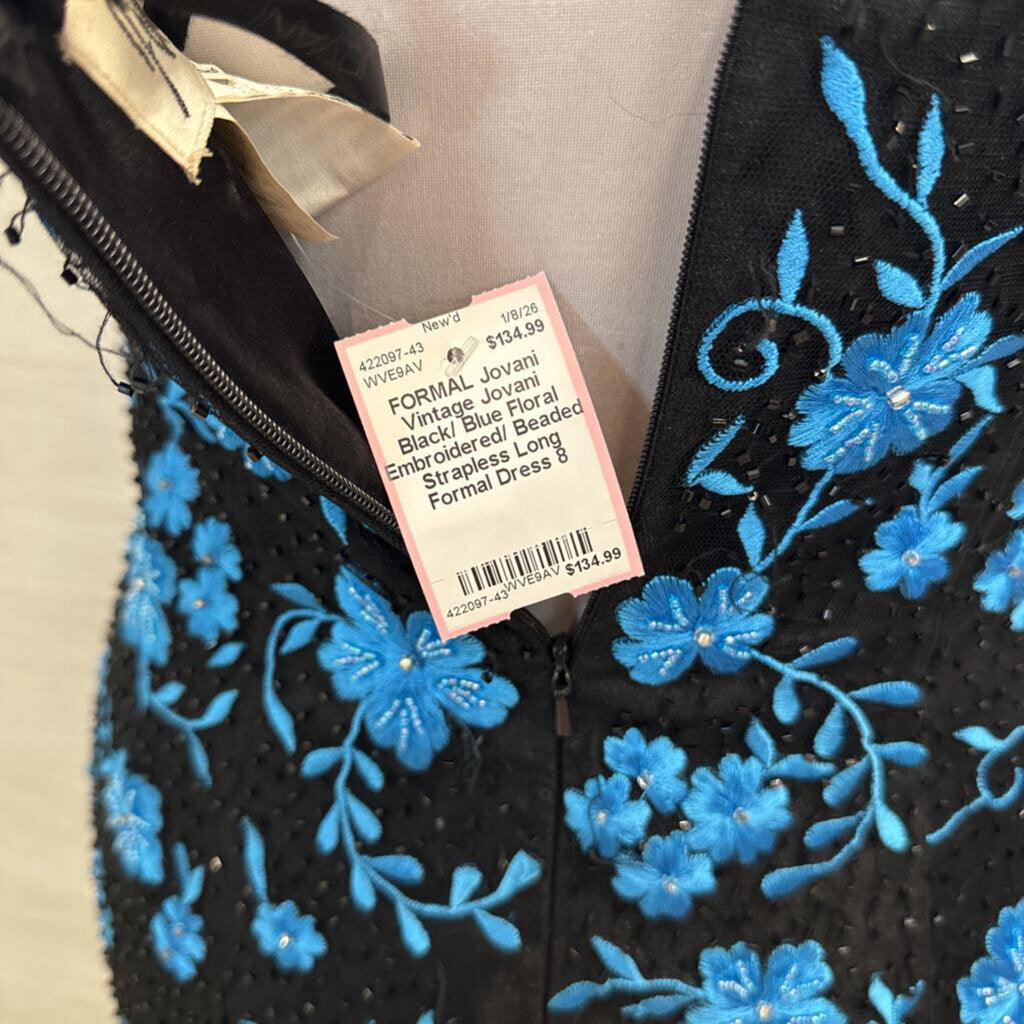 New'd 1/8/26
422097-43 $134.99
WVE9AV
FORMAL Jovani
Vintage Jovani
Black/ Blue Floral
Embroidered/ Beaded
Strapless Long
Formal Dress 8
WVE9AV $134.99
422097-43